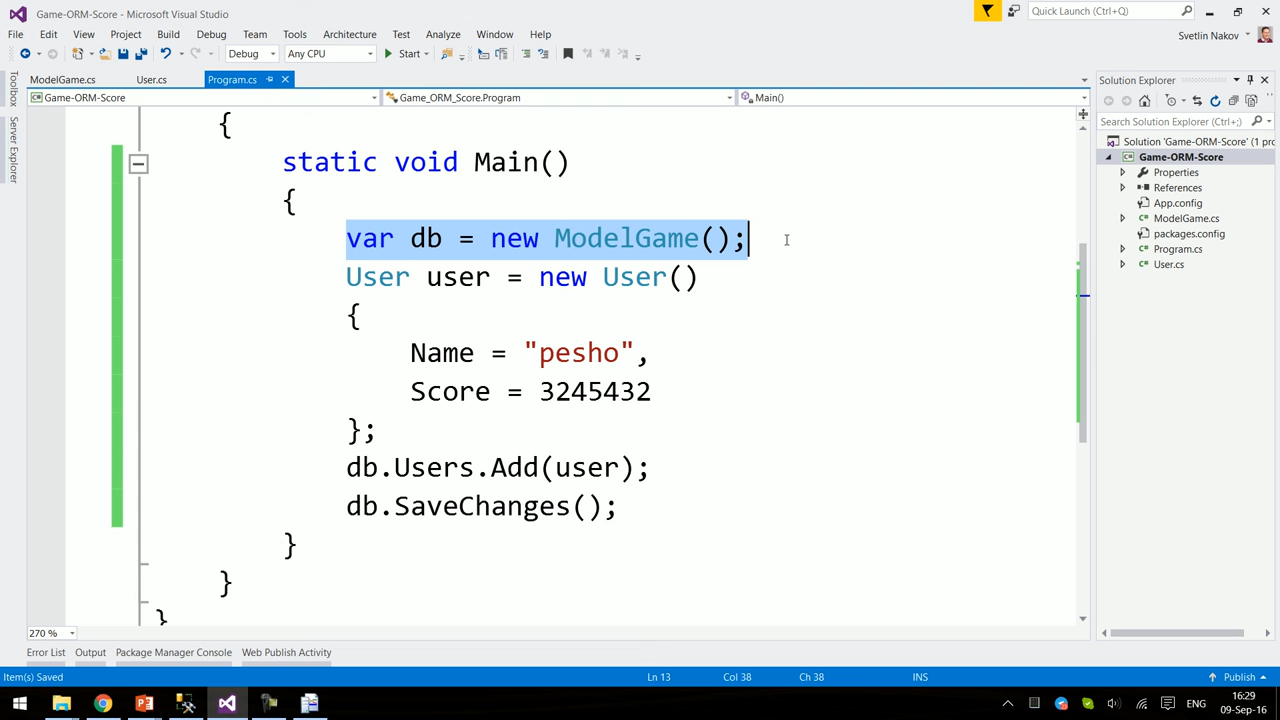 Game-ORM-Score - Microsoft Visual Studio
Quick Launch (Ctrl+Q)
File Edit View Project Build Debug Team Tools Architecture Test Analyze Window Help
Svetlin Nakov
Debug Any CPU Start
ModelGame.cs User.cs Program.cs
Solution Explorer
Game-ORM-Score Game_ORM_Score.Program Main()
Toolbox
Server Explorer
Search Solution Explorer (Ctrl+;)
Solution 'Game-ORM-Score' (1 pro
Game-ORM-Score
Properties
References
App.config
ModelGame.cs
packages.config
Program.cs
User.cs
{
static void Main()
{
var db = new ModelGame();
User user = new User()
{
Name = "pesho",
Score = 3245432
};
db.Users.Add(user);
db.SaveChanges();
}
}
}
270 %
Error List Output Package Manager Console Web Publish Activity
Item(s) Saved Ln 13 Col 38 Ch 38 INS Publish
ENG
16:29
09-Sep-16